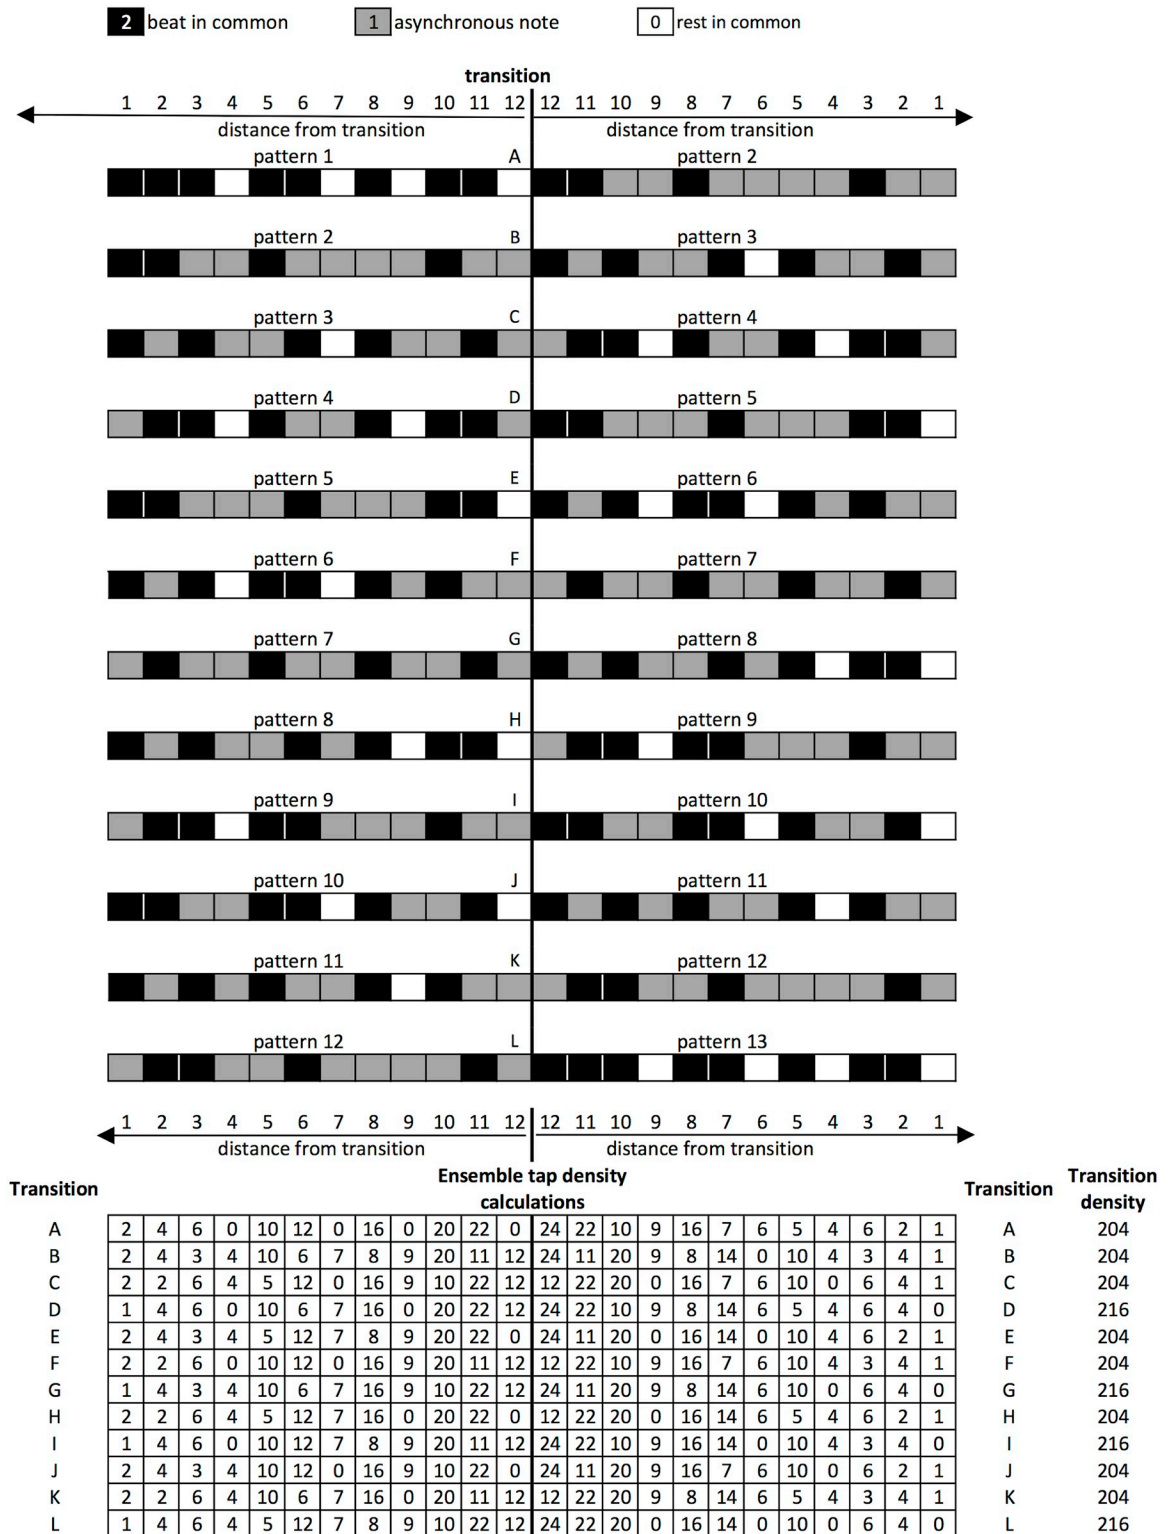 2 beat in common 1 asynchronous note 0 rest in common
transition
1 2 3 4 5 6 7 8 9 10 11 12 12 11 10 9 8 7 6 5 4 3 2 1
distance from transition distance from transition
pattern 1 A pattern 2
pattern 2 B pattern 3
pattern 3 C pattern 4
pattern 4 D pattern 5
pattern 5 E pattern 6
pattern 6 F pattern 7
pattern 7 G pattern 8
pattern 8 H pattern 9
pattern 9 I pattern 10
pattern 10 J pattern 11
pattern 11 K pattern 12
pattern 12 L pattern 13
1 2 3 4 5 6 7 8 9 10 11 12 12 11 10 9 8 7 6 5 4 3 2 1
distance from transition distance from transition
Transition Ensemble tap density calculations Transition Transition density
A 2 4 6 0 10 12 0 16 0 20 22 0 24 22 10 9 16 7 6 5 4 6 2 1 A 204
B 2 4 3 4 10 6 7 8 9 20 11 12 24 11 20 9 8 14 0 10 4 3 4 1 B 204
C 2 2 6 4 5 12 0 16 9 10 22 12 12 22 20 0 16 7 6 10 0 6 4 1 C 204
D 1 4 6 0 10 6 7 16 0 20 22 12 24 22 10 9 8 14 6 5 4 6 4 0 D 216
E 2 4 3 4 5 12 7 8 9 20 22 0 24 11 20 0 16 14 0 10 4 6 2 1 E 204
F 2 2 6 0 10 12 0 16 9 20 11 12 12 22 10 9 16 7 6 10 4 3 4 1 F 204
G 1 4 3 4 10 6 7 16 9 10 22 12 24 11 20 9 8 14 6 10 0 6 4 0 G 216
H 2 2 6 4 5 12 7 16 0 20 22 0 12 22 20 0 16 14 6 5 4 6 2 1 H 204
I 1 4 6 0 10 12 7 8 9 20 11 12 24 22 10 9 16 14 0 10 4 3 4 0 I 216
J 2 4 3 4 10 12 0 16 9 10 22 0 24 11 20 9 16 7 6 10 0 6 2 1 J 204
K 2 2 6 4 10 6 7 16 0 20 11 12 12 22 20 9 8 14 6 5 4 3 4 1 K 204
L 1 4 6 4 5 12 7 8 9 10 22 12 24 22 20 0 16 14 0 10 0 6 4 0 L 216